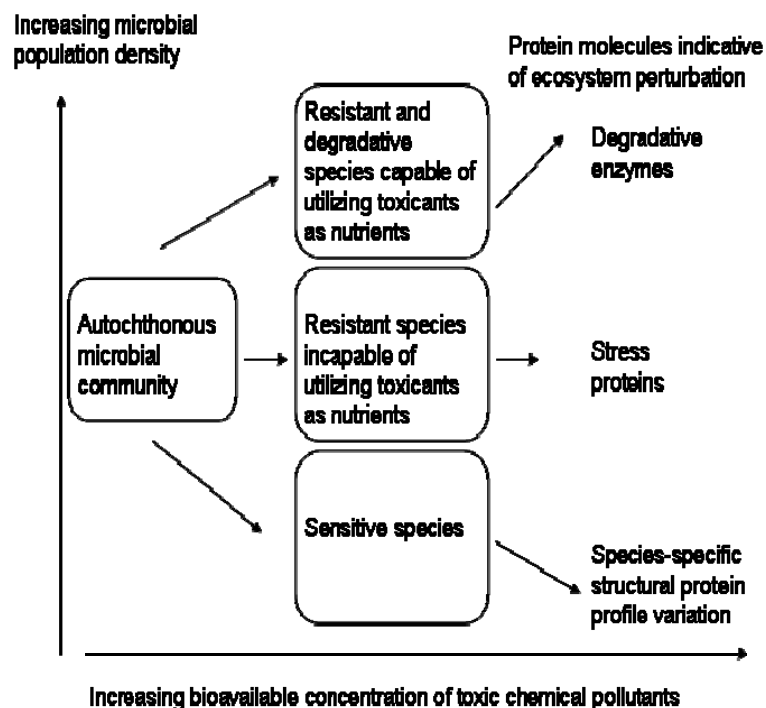 Increasing microbial
population density
Protein molecules indicative
of ecosystem perturbation
Resistant and
degradative
species capable of
utilizing toxicants
as nutrients
Degradative
enzymes
Autochthonous
microbial
community
Resistant species
incapable of
utilizing toxicants
as nutrients
Stress
proteins
Sensitive species
Species-specific
structural protein
profile variation
Increasing bioavailable concentration of toxic chemical pollutants